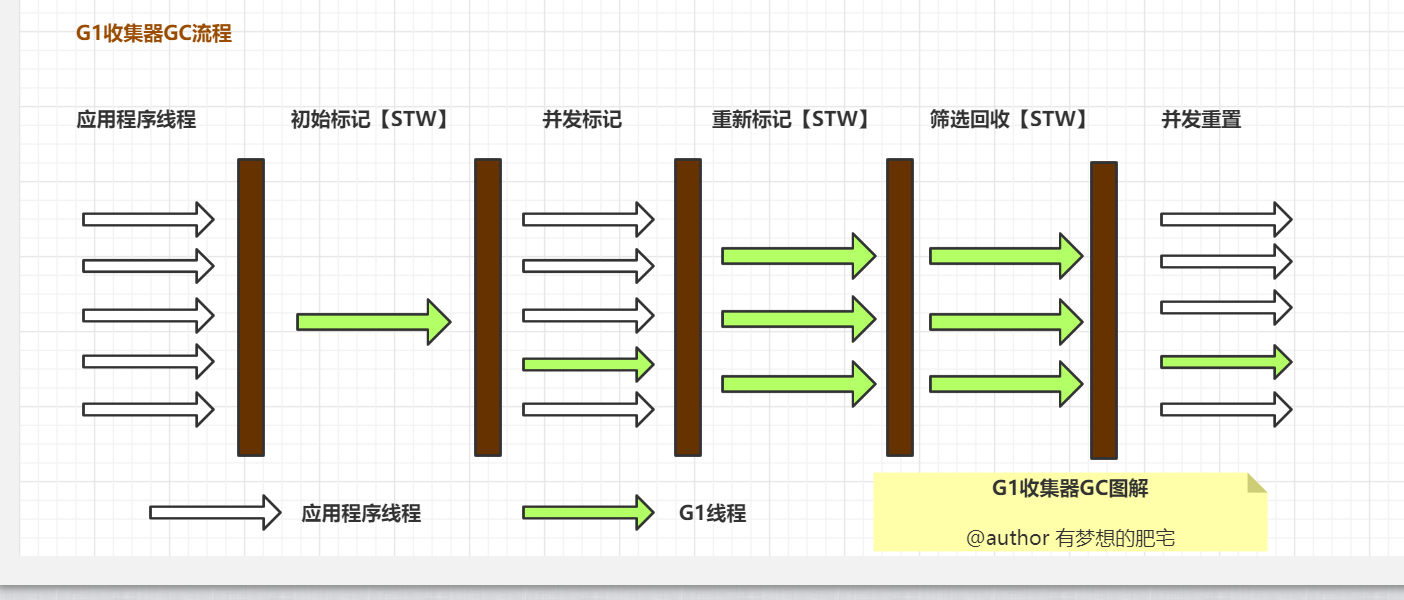 G1收集器GC流程
应用程序线程
初始标记【STW】
并发标记
重新标记【STW】
筛选回收【STW】
并发重置
应用程序线程
G1线程
G1收集器GC图解
@author 有梦想的肥宅